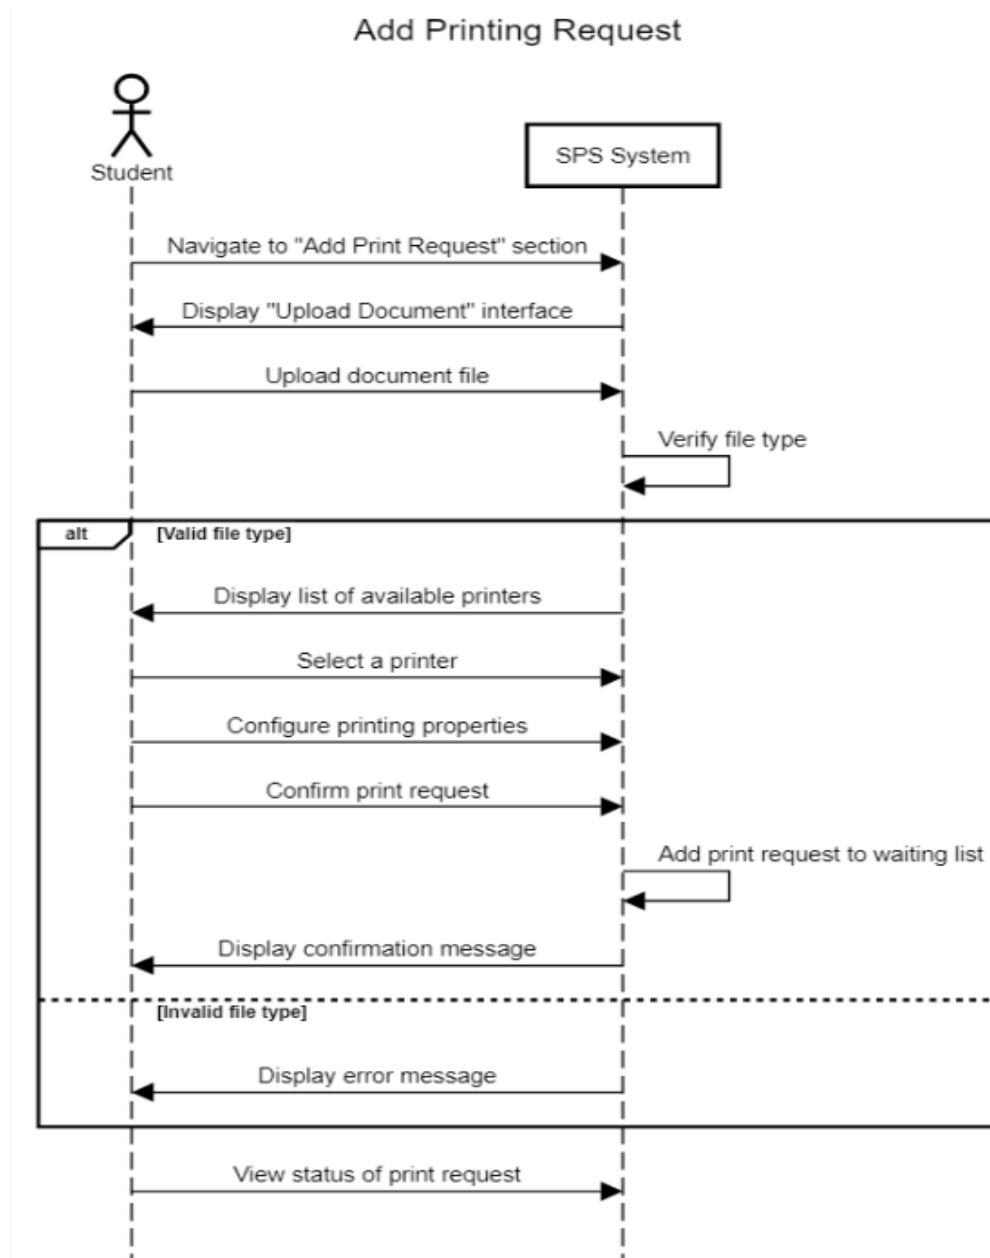 Add Printing Request
Student
SPS System
Navigate to "Add Print Request" section
Display "Upload Document" interface
Upload document file
Verify file type
alt [Valid file type]
Display list of available printers
Select a printer
Configure printing properties
Confirm print request
Add print request to waiting list
Display confirmation message
[Invalid file type]
Display error message
View status of print request